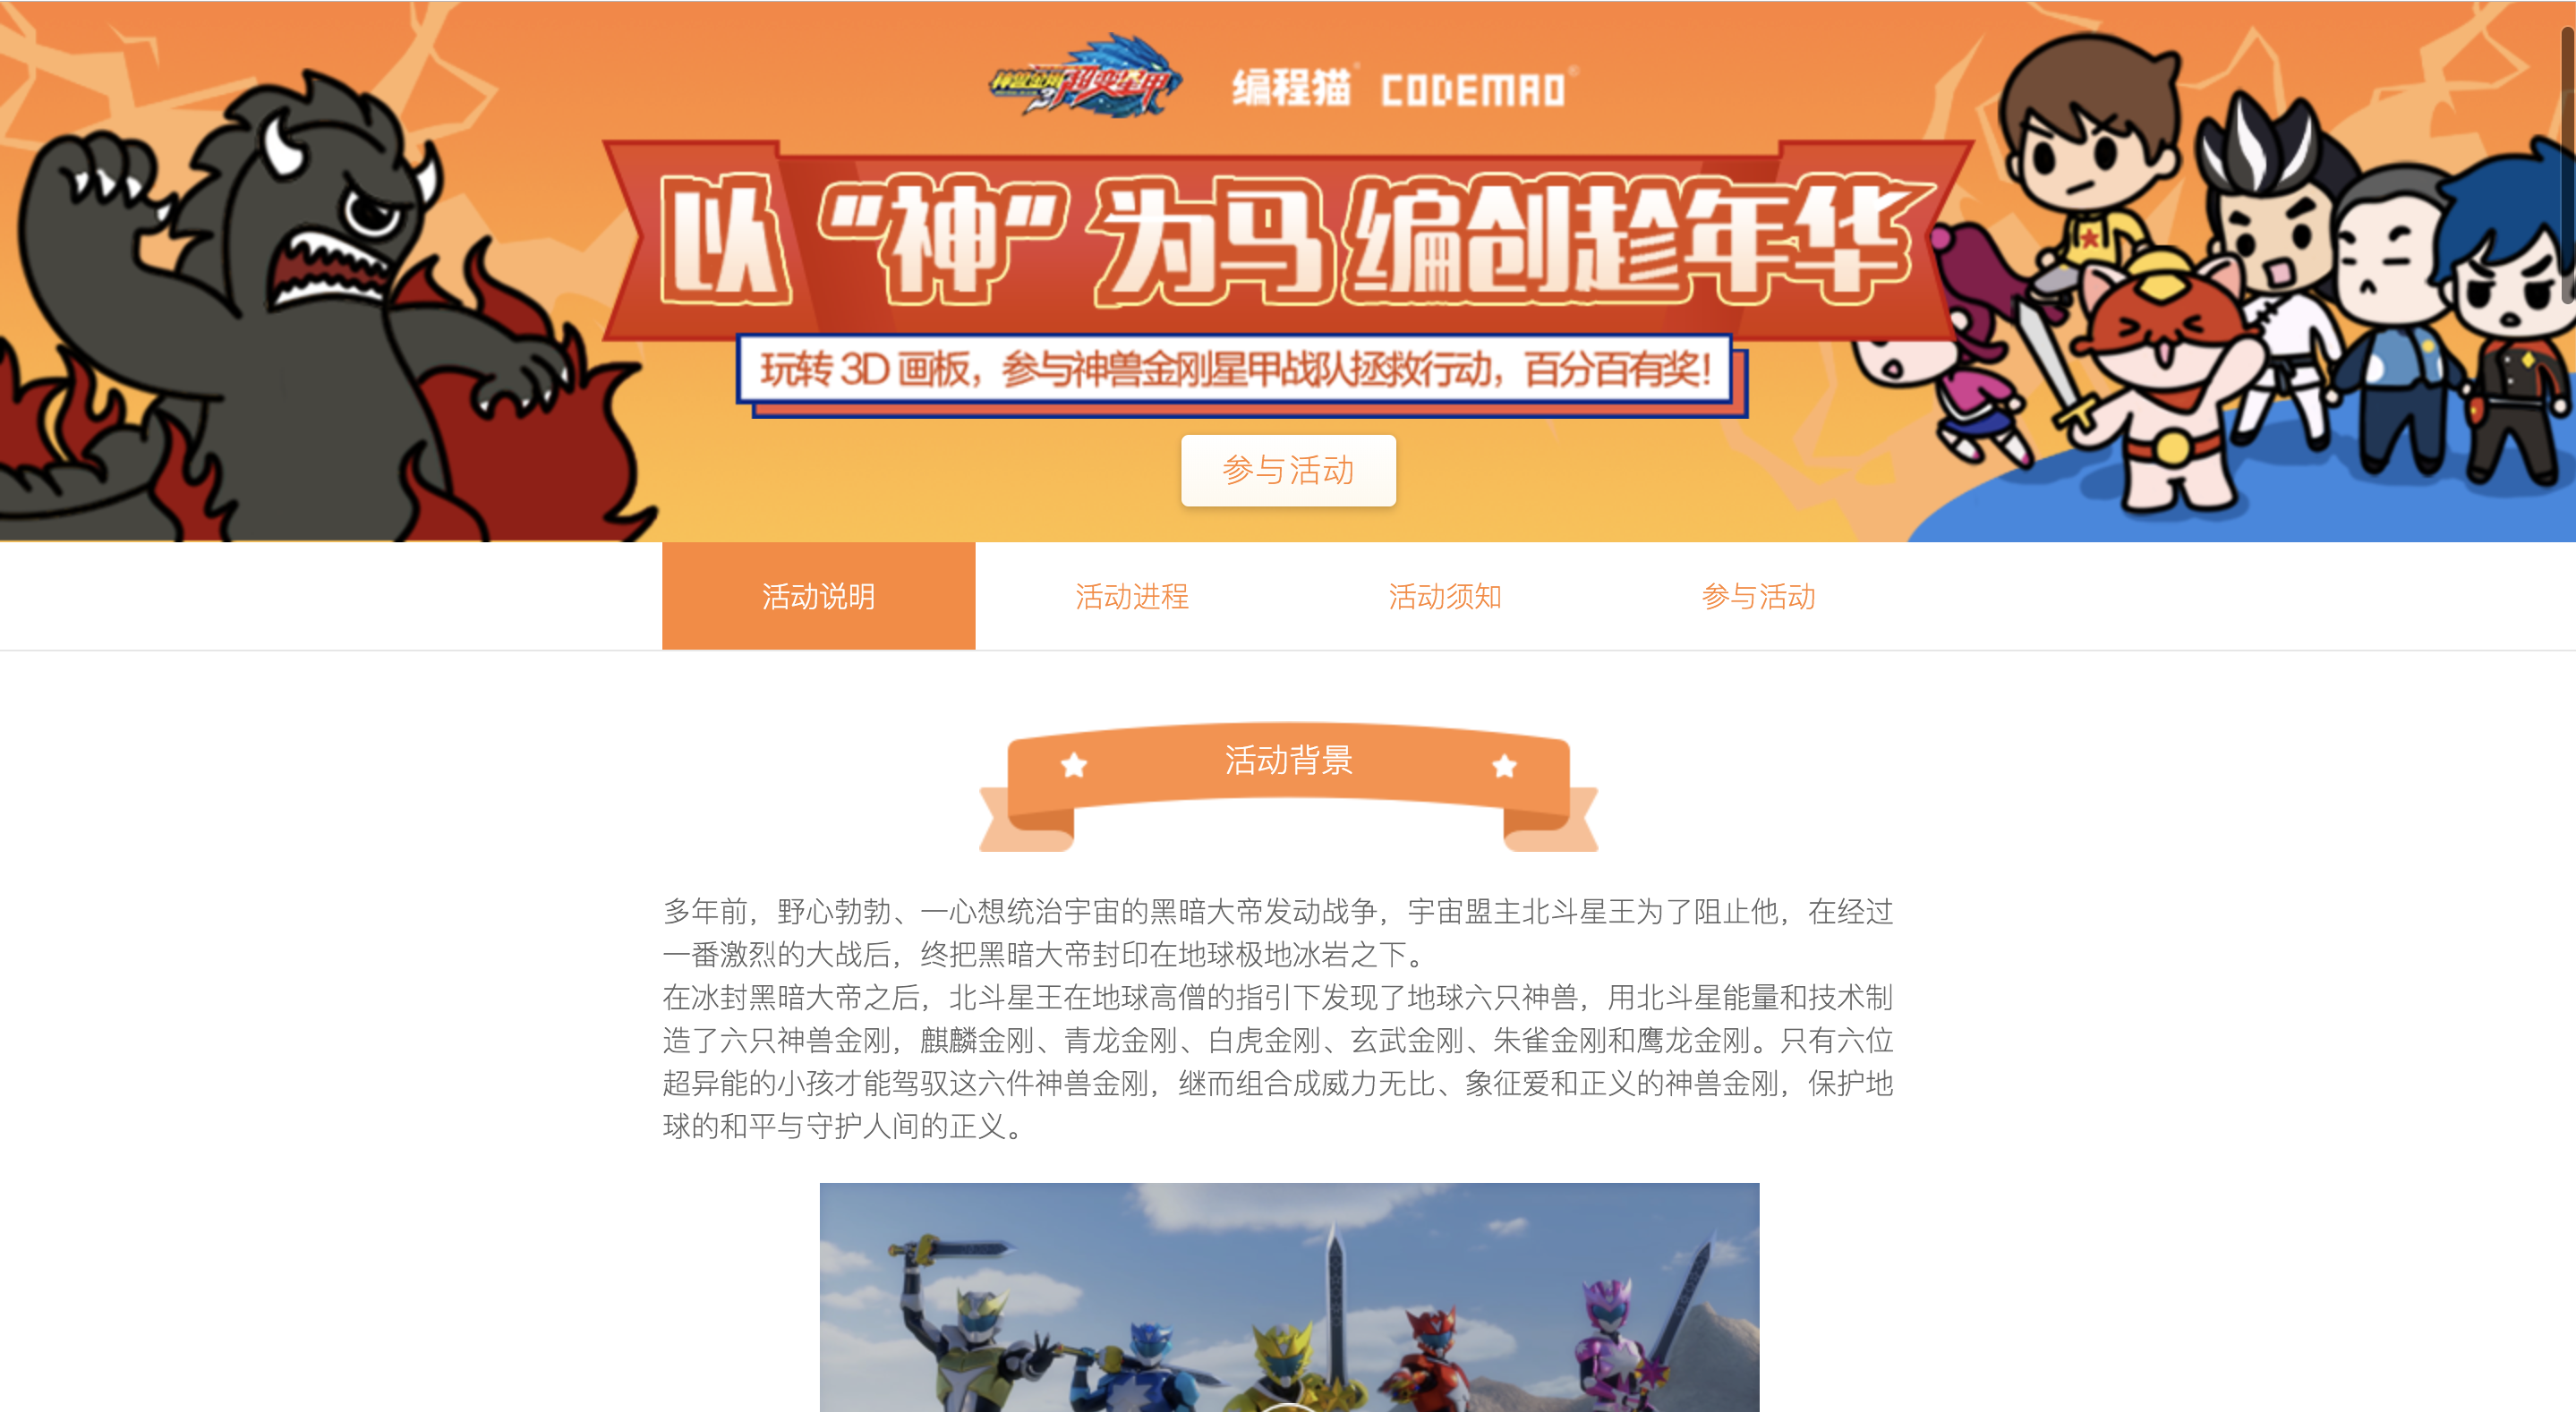 神兽金刚3超变星甲
编程猫® CODEMAO®
以“神”为马 编创趁年华
玩转 3D 画板，参与神兽金刚星甲战队拯救行动，百分百有奖！
参与活动
活动说明 活动进程 活动须知 参与活动
活动背景
多年前，野心勃勃、一心想统治宇宙的黑暗大帝发动战争，宇宙盟主北斗星王为了阻止他，在经过
一番激烈的大战后，终把黑暗大帝封印在地球极地冰岩之下。
在冰封黑暗大帝之后，北斗星王在地球高僧的指引下发现了地球六只神兽，用北斗星能量和技术制
造了六只神兽金刚，麒麟金刚、青龙金刚、白虎金刚、玄武金刚、朱雀金刚和鹰龙金刚。只有六位
超异能的小孩才能驾驭这六件神兽金刚，继而组合成威力无比、象征爱和正义的神兽金刚，保护地
球的和平与守护人间的正义。